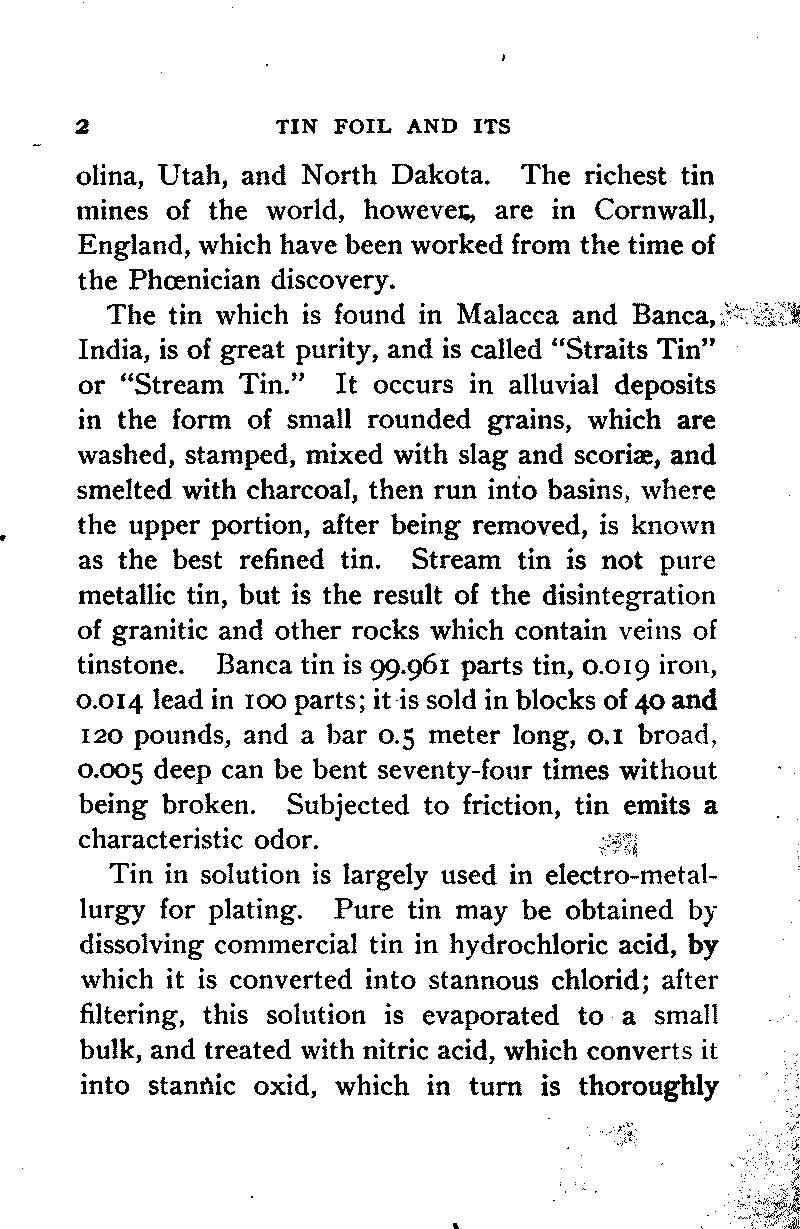 2 TIN FOIL AND ITS
olina, Utah, and North Dakota. The richest tin
mines of the world, however, are in Cornwall,
England, which have been worked from the time of
the Phœnician discovery.
The tin which is found in Malacca and Banca,
India, is of great purity, and is called “Straits Tin”
or “Stream Tin.” It occurs in alluvial deposits
in the form of small rounded grains, which are
washed, stamped, mixed with slag and scoriæ, and
smelted with charcoal, then run into basins, where
the upper portion, after being removed, is known
as the best refined tin. Stream tin is not pure
metallic tin, but is the result of the disintegration
of granitic and other rocks which contain veins of
tinstone. Banca tin is 99.961 parts tin, 0.019 iron,
0.014 lead in 100 parts; it is sold in blocks of 40 and
120 pounds, and a bar 0.5 meter long, 0.1 broad,
0.005 deep can be bent seventy-four times without
being broken. Subjected to friction, tin emits a
characteristic odor.
Tin in solution is largely used in electro-metal-
lurgy for plating. Pure tin may be obtained by
dissolving commercial tin in hydrochloric acid, by
which it is converted into stannous chlorid; after
filtering, this solution is evaporated to a small
bulk, and treated with nitric acid, which converts it
into stannic oxid, which in turn is thoroughly